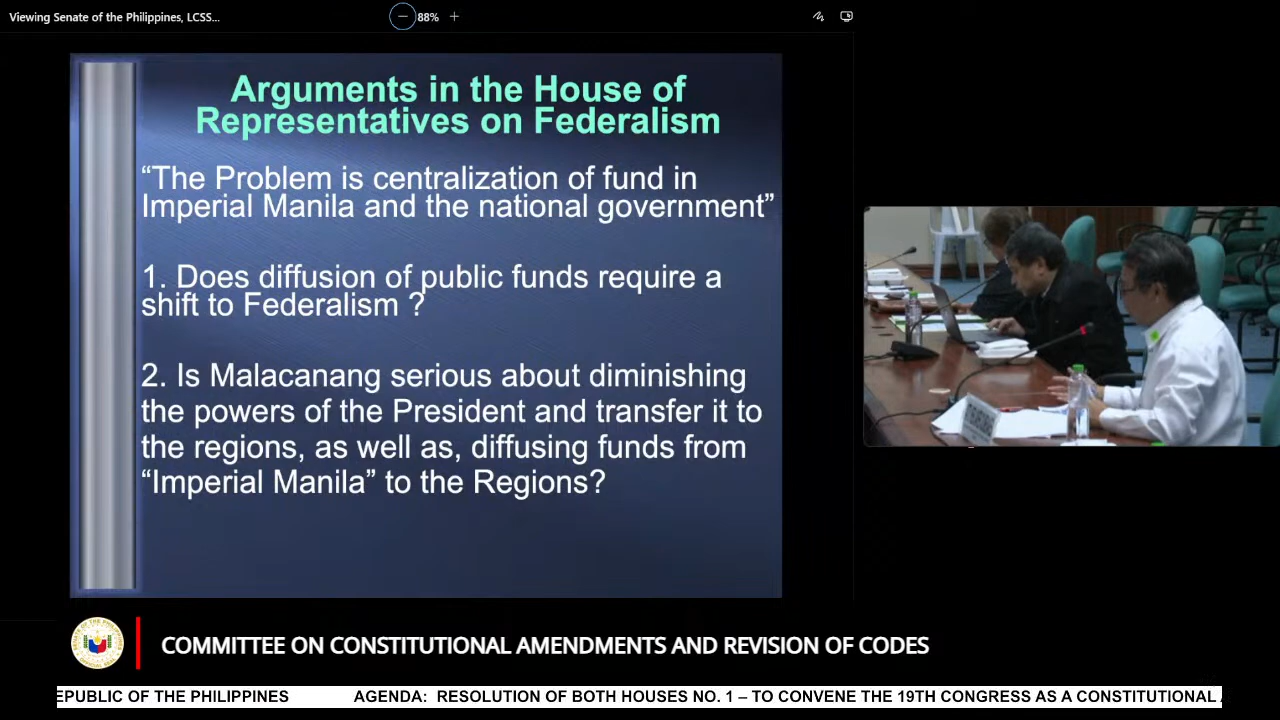 Viewing Senate of the Philippines, LCSS...
88%
Arguments in the House of
Representatives on Federalism
“The Problem is centralization of fund in
Imperial Manila and the national government”
1. Does diffusion of public funds require a
shift to Federalism ?
2. Is Malacanang serious about diminishing
the powers of the President and transfer it to
the regions, as well as, diffusing funds from
“Imperial Manila” to the Regions?
COMMITTEE ON CONSTITUTIONAL AMENDMENTS AND REVISION OF CODES
EPUBLIC OF THE PHILIPPINES AGENDA: RESOLUTION OF BOTH HOUSES NO. 1 – TO CONVENE THE 19TH CONGRESS AS A CONSTITUTIONAL